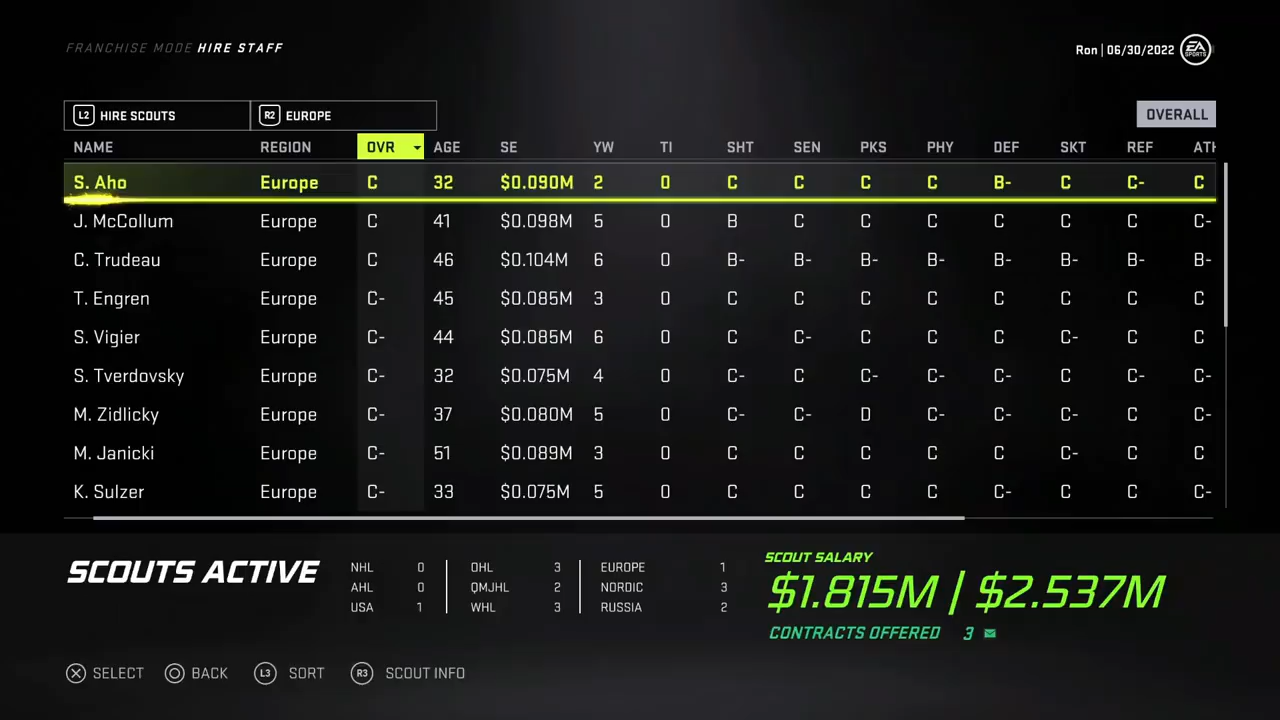 FRANCHISE MODE HIRE STAFF
Ron | 06/30/2022 EA SPORTS
L2 HIRE SCOUTS R2 EUROPE OVERALL
NAME REGION OVR AGE SE YW TI SHT SEN PKS PHY DEF SKT REF ATH
S. Aho Europe C 32 $0.090M 2 0 C C C C B- C C- C
J. McCollum Europe C 41 $0.098M 5 0 B C C C C C C C-
C. Trudeau Europe C 46 $0.104M 6 0 B- B- B- B- B- B- B- B-
T. Engren Europe C- 45 $0.085M 3 0 C C C C C C C C
S. Vigier Europe C- 44 $0.085M 6 0 C C- C C C C- C C
S. Tverdovsky Europe C- 32 $0.075M 4 0 C- C C- C- C- C C- C-
M. Zidlicky Europe C- 37 $0.080M 5 0 C- C- D C- C- C- C C-
M. Janicki Europe C- 51 $0.089M 3 0 C C C C C C- C C
K. Sulzer Europe C- 33 $0.075M 5 0 C C C C C- C C C-
SCOUTS ACTIVE
NHL 0 OHL 3 EUROPE 1
AHL 0 QMJHL 2 NORDIC 3
USA 1 WHL 3 RUSSIA 2
SCOUT SALARY
$1.815M | $2.537M
CONTRACTS OFFERED 3
SELECT BACK L3 SORT R3 SCOUT INFO